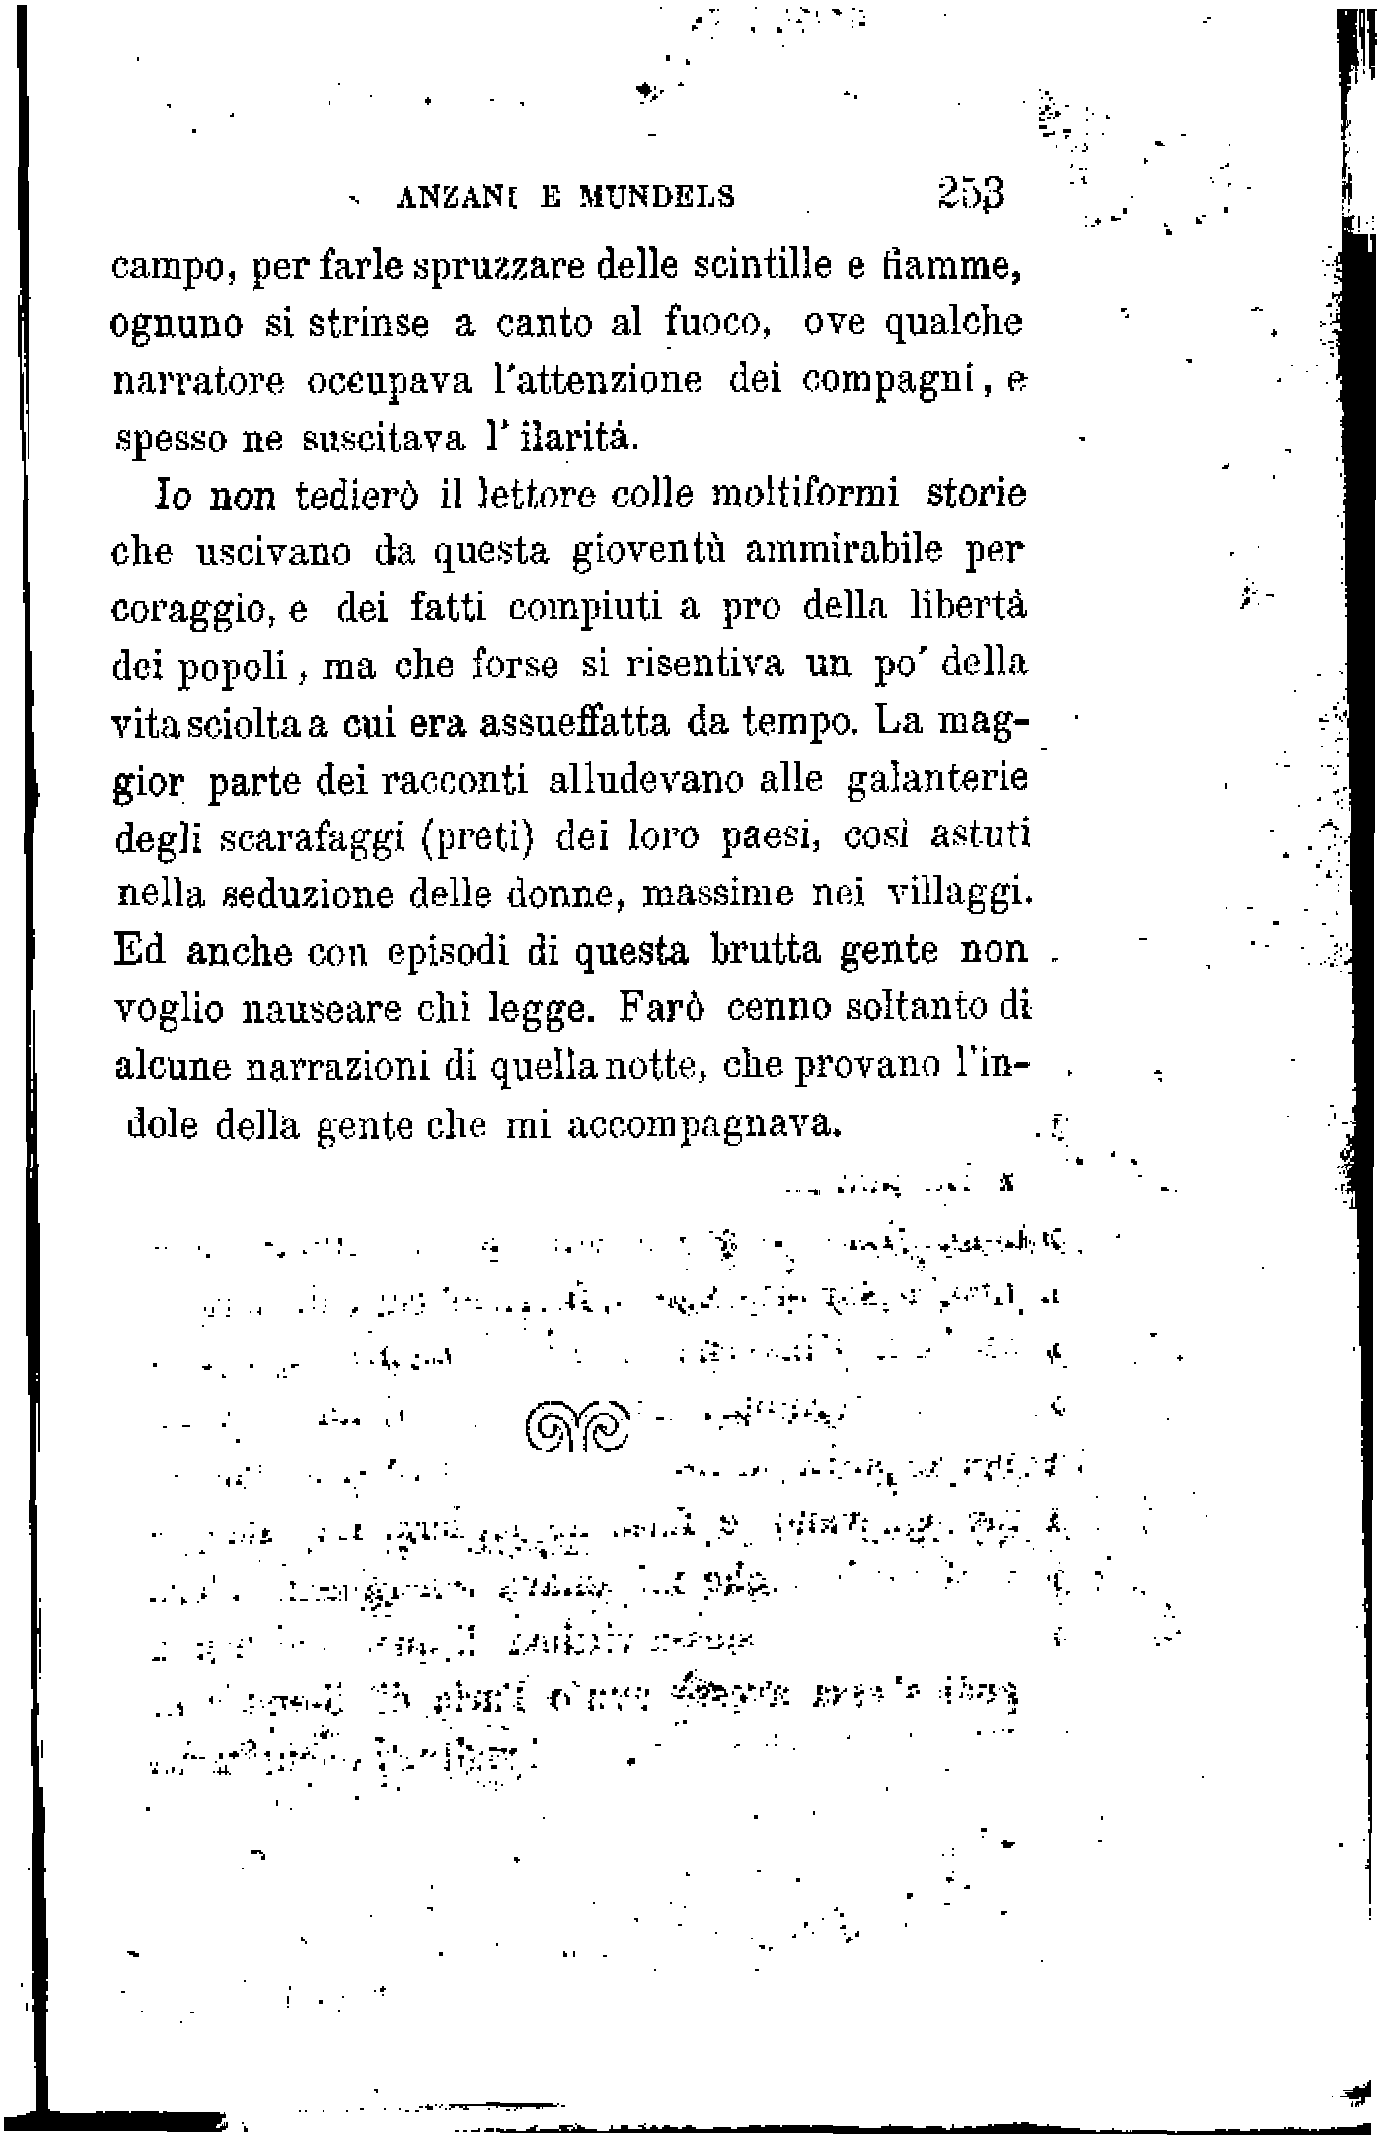 ANZANI E MUNDELS 253
campo, per farle spruzzare delle scintille e fiamme,
ognuno si strinse a canto al fuoco, ove qualche
narratore occupava l'attenzione dei compagni, e
spesso ne suscitava l'ilarità.
Io non tedierò il lettore colle moltiformi storie
che uscivano da questa gioventù ammirabile per
coraggio, e dei fatti compiuti a pro della libertà
dei popoli, ma che forse si risentiva un po' della
vita sciolta a cui era assueffatta da tempo. La mag-
gior parte dei racconti alludevano alle galanterie
degli scarafaggi (preti) dei loro paesi, così astuti
nella seduzione delle donne, massime nei villaggi.
Ed anche con episodi di questa brutta gente non
voglio nauseare chi legge. Farò cenno soltanto di
alcune narrazioni di quella notte, che provano l'in-
dole della gente che mi accompagnava.